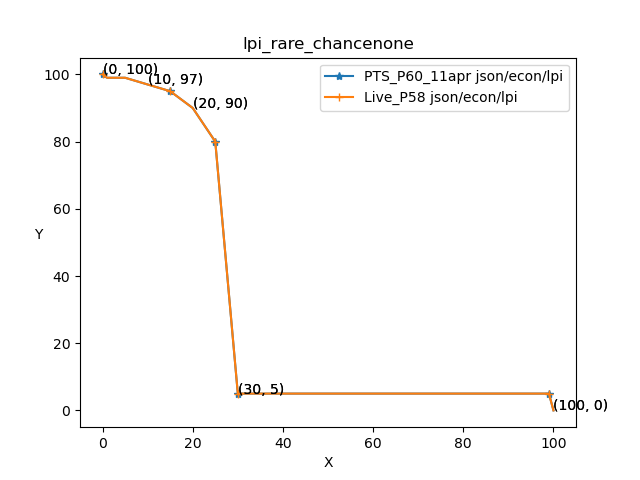 lpi_rare_chancenone
PTS_P60_11apr json/econ/lpi
Live_P58 json/econ/lpi
(0, 100)
(10, 97)
(20, 90)
(30, 5)
(100, 0)
100
80
60
40
20
0
Y
0 20 40 60 80 100
X